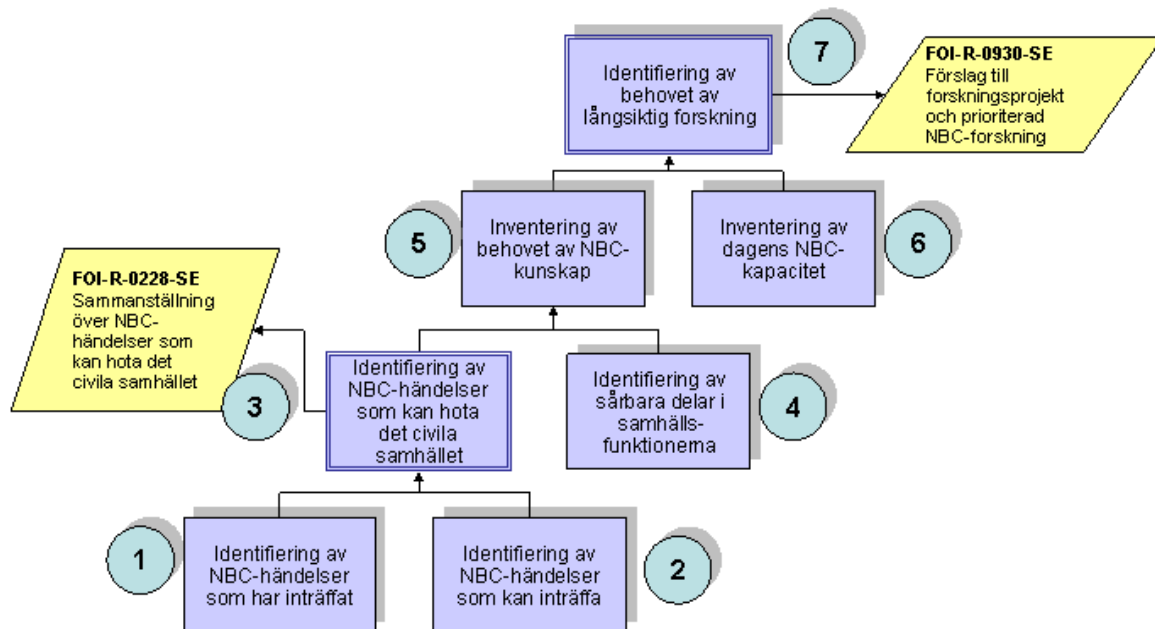 7
Identifiering av
behovet av
långsiktig forskning
FOI-R-0930-SE
Förslag till
forskningsprojekt
och prioriterad
NBC-forskning
5
Inventering av
behovet av NBC-
kunskap
Inventering av
dagens NBC-
kapacitet
6
FOI-R-0228-SE
Sammanställning
över NBC-
händelser som
kan hota det
civila samhället
3
Identifiering av
NBC-händelser
som kan hota
det civila
samhället
Identifiering av
sårbara delar i
samhälls-
funktionerna
4
1
Identifiering av
NBC-händelser
som har inträffat
Identifiering av
NBC-händelser
som kan inträffa
2